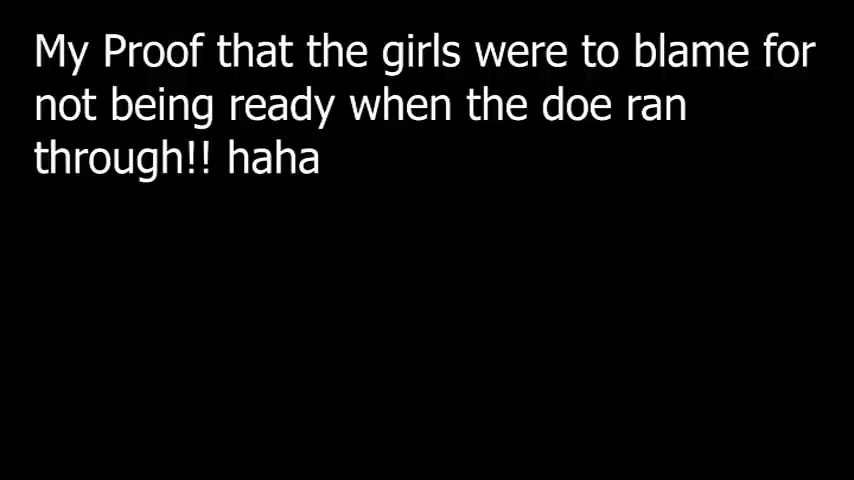 My Proof that the girls were to blame for
not being ready when the doe ran
through!! haha